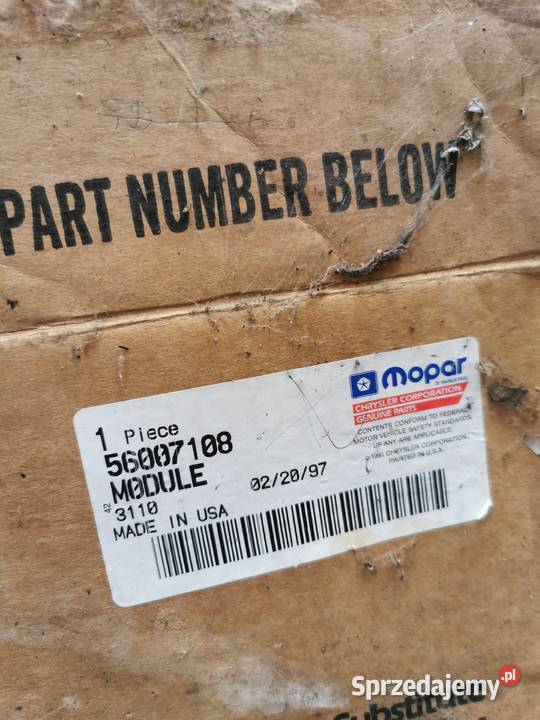 PART NUMBER BELOW
Mopar
CHRYSLER CORPORATION
GENUINE PARTS
CONTENTS CONFORM TO FEDERAL
MOTOR VEHICLE SAFETY STANDARDS
IF ANY ARE APPLICABLE.
© 1991 CHRYSLER CORPORATION
PRINTED IN U.S.A.
1 Piece
56007108
MODULE 02/20/97
42 3110
MADE IN USA
Substitute
Sprzedajemy.pl